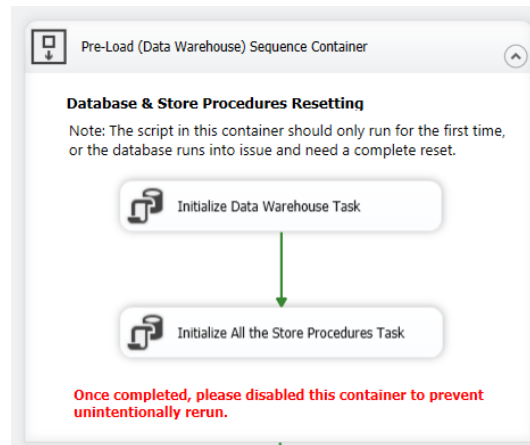 Pre-Load (Data Warehouse) Sequence Container
Database & Store Procedures Resetting
Note: The script in this container should only run for the first time,
or the database runs into issue and need a complete reset.
Initialize Data Warehouse Task
Initialize All the Store Procedures Task
Once completed, please disabled this container to prevent
unintentionally rerun.